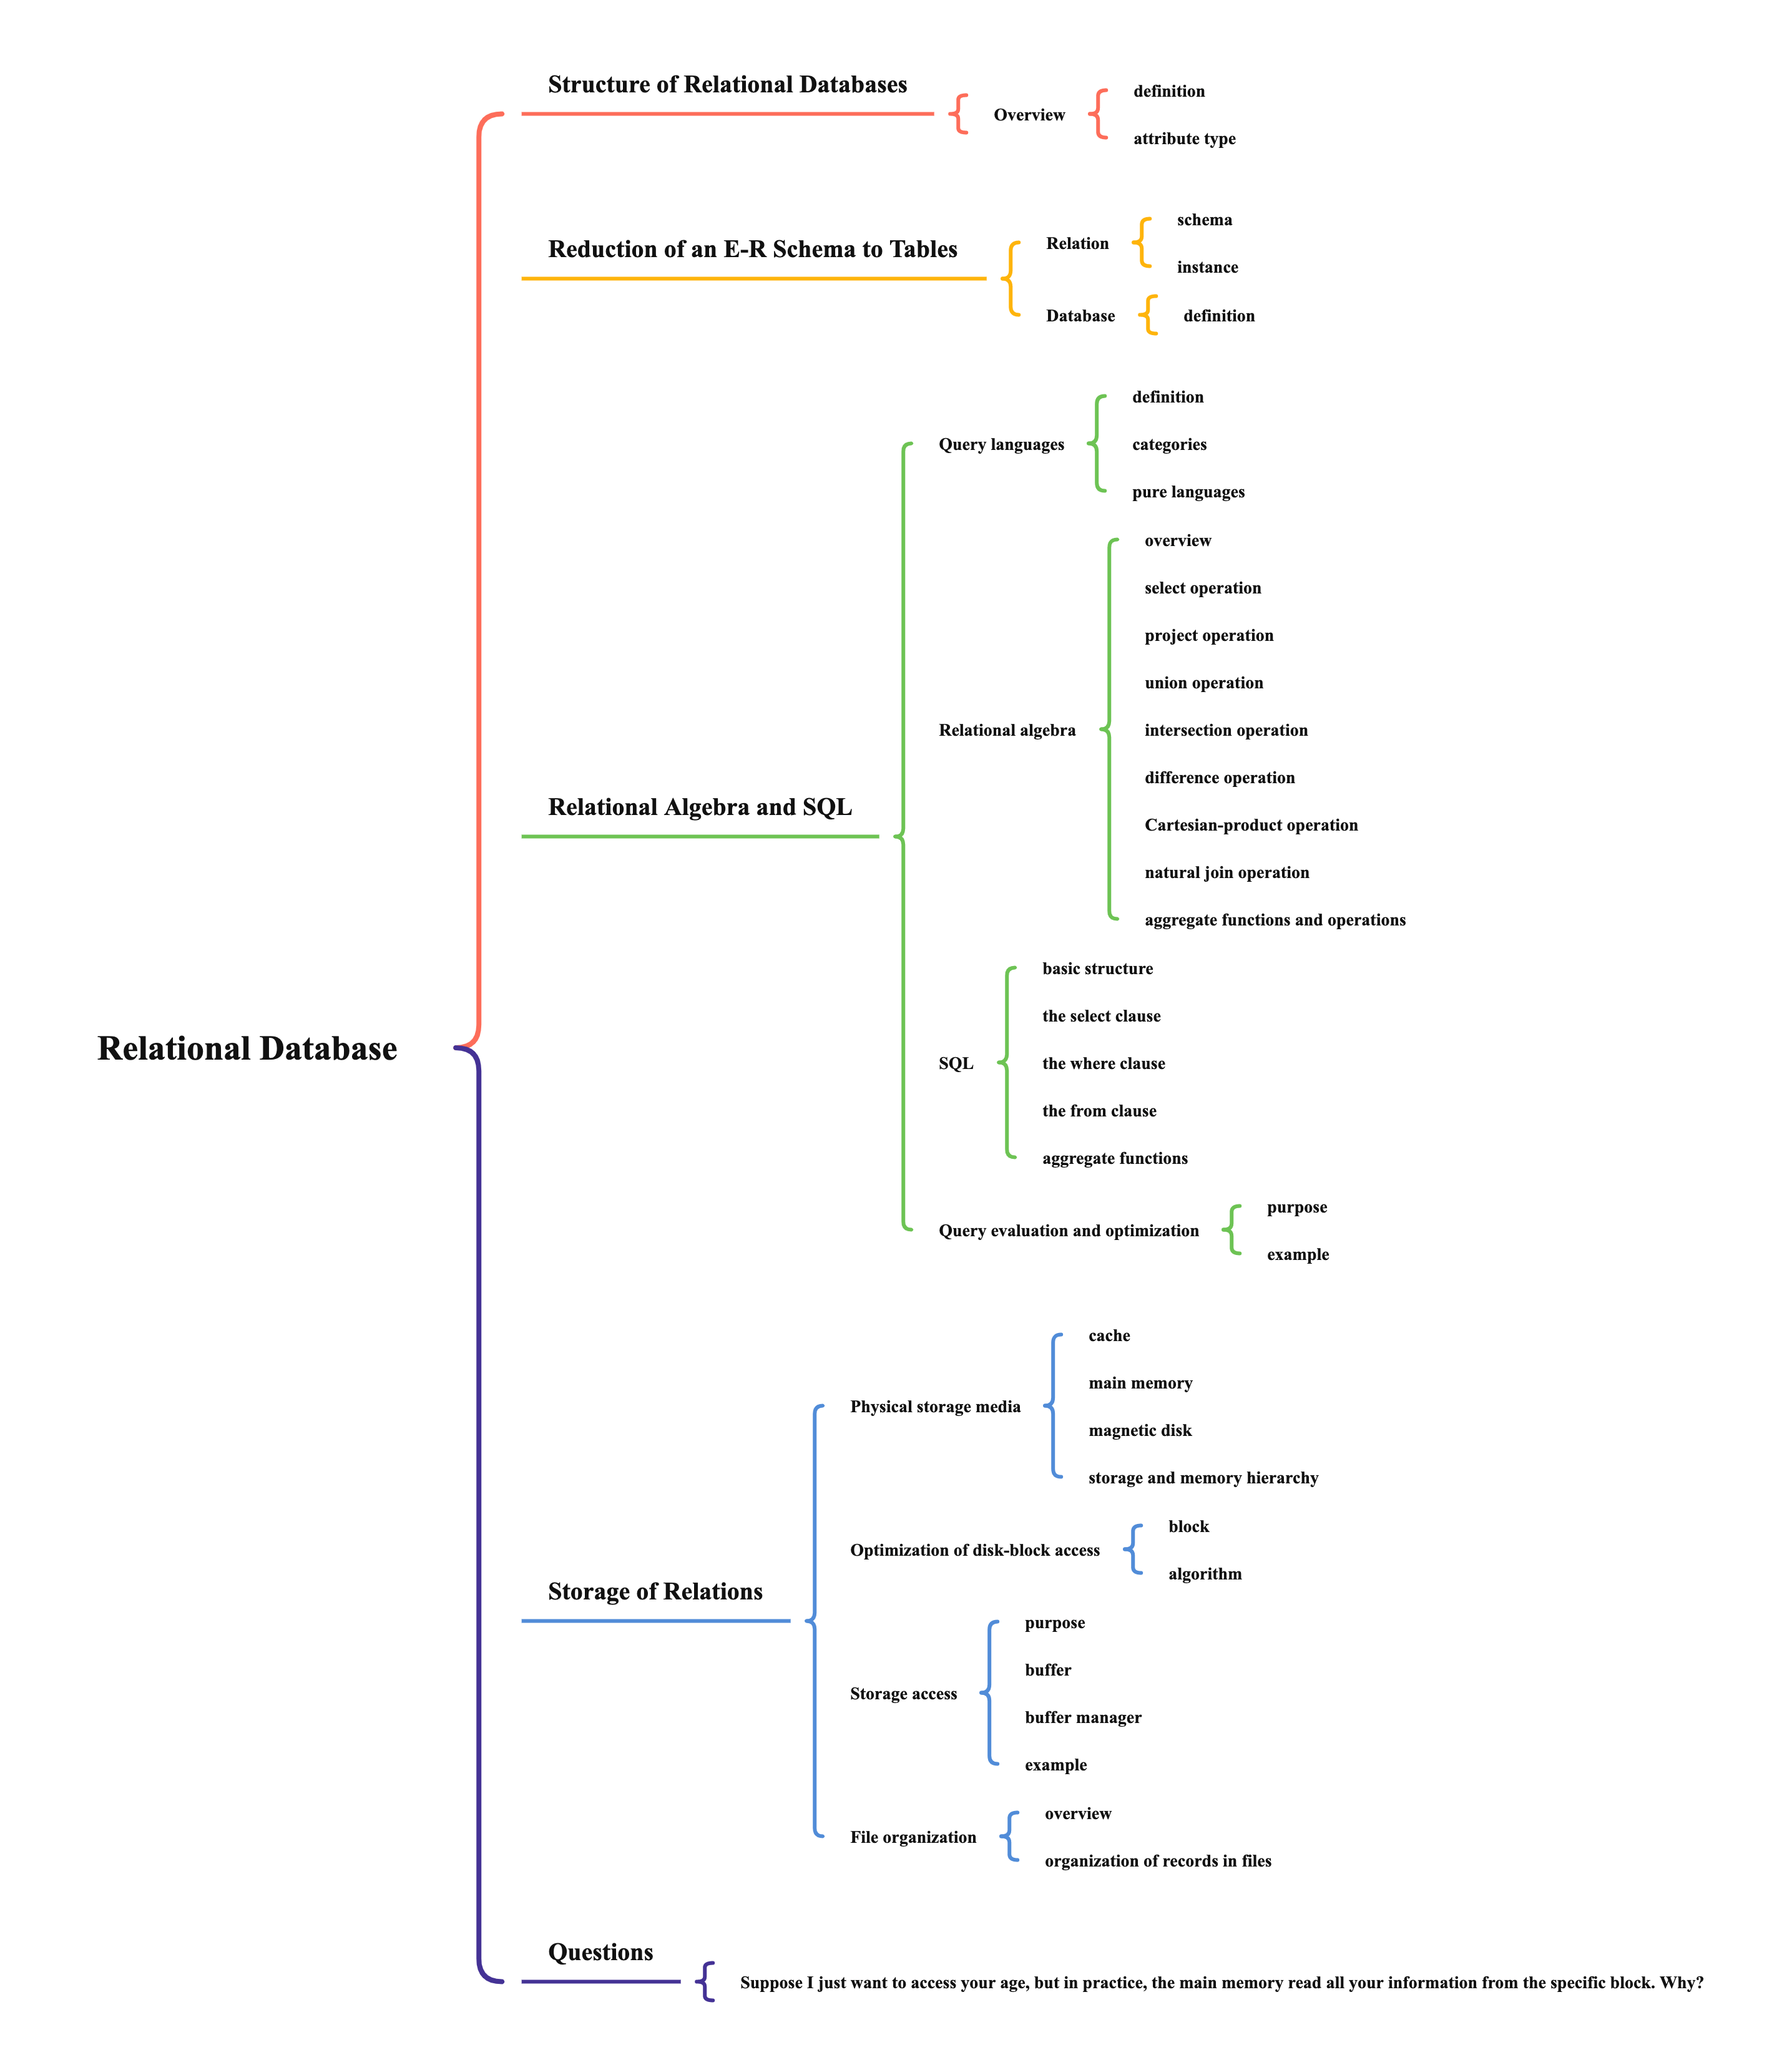 Relational Database
Structure of Relational Databases
Overview
definition
attribute type
Reduction of an E-R Schema to Tables
Relation
schema
instance
Database
definition
Relational Algebra and SQL
Query languages
definition
categories
pure languages
Relational algebra
overview
select operation
project operation
union operation
intersection operation
difference operation
Cartesian-product operation
natural join operation
aggregate functions and operations
SQL
basic structure
the select clause
the where clause
the from clause
aggregate functions
Query evaluation and optimization
purpose
example
Storage of Relations
Physical storage media
cache
main memory
magnetic disk
storage and memory hierarchy
Optimization of disk-block access
block
algorithm
Storage access
purpose
buffer
buffer manager
example
File organization
overview
organization of records in files
Questions
Suppose I just want to access your age, but in practice, the main memory read all your information from the specific block. Why?